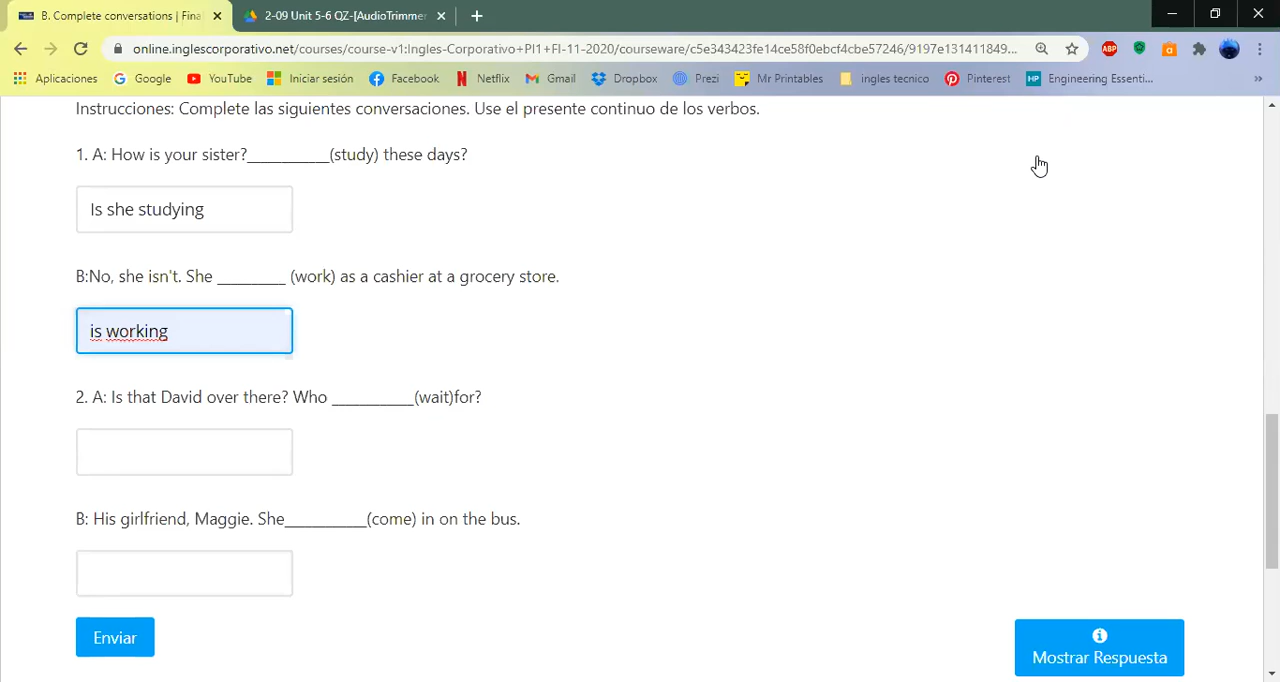 B. Complete conversations | Fina
2-09 Unit 5-6 QZ-[AudioTrimmer
online.inglescorporativo.net/courses/course-v1:Ingles-Corporativo+PI1+FI-11-2020/courseware/c5e343423fe14ce58f0ebcf4cbe57246/9197e131411849...
ABP
Aplicaciones
Google
YouTube
Iniciar sesión
Facebook
Netflix
Gmail
Dropbox
Prezi
Mr Printables
ingles tecnico
Pinterest
HP Engineering Essenti...
Instrucciones: Complete las siguientes conversaciones. Use el presente continuo de los verbos.
1. A: How is your sister?__________(study) these days?
Is she studying
B:No, she isn't. She ________ (work) as a cashier at a grocery store.
is working
2. A: Is that David over there? Who __________(wait)for?
B: His girlfriend, Maggie. She__________(come) in on the bus.
Enviar
Mostrar Respuesta